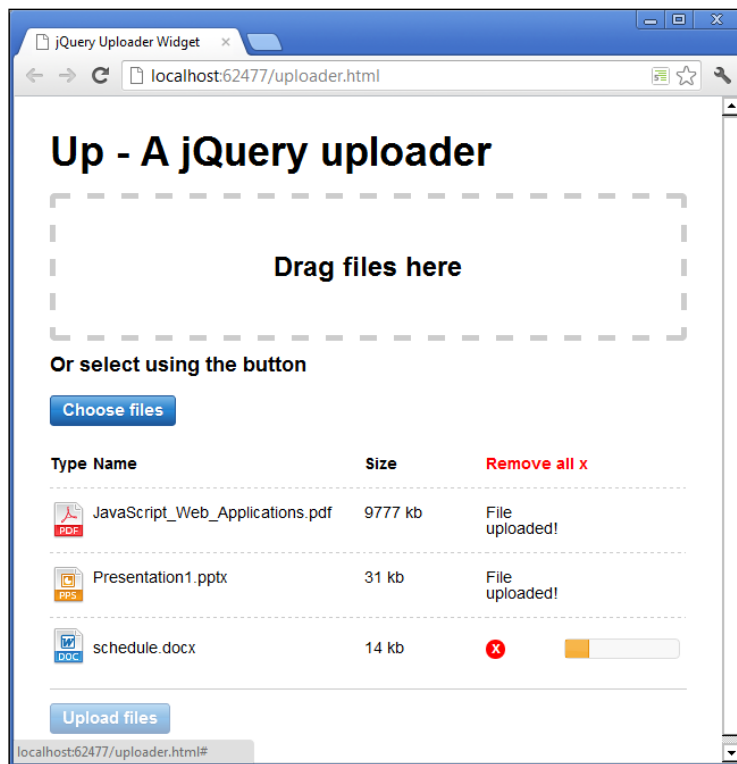 jQuery Uploader Widget
localhost:62477/uploader.html
Up - A jQuery uploader
Drag files here
Or select using the button
Choose files
Type Name Size Remove all x
PDF JavaScript_Web_Applications.pdf 9777 kb File uploaded!
PPS Presentation1.pptx 31 kb File uploaded!
W DOC schedule.docx 14 kb x
Upload files
localhost:62477/uploader.html#